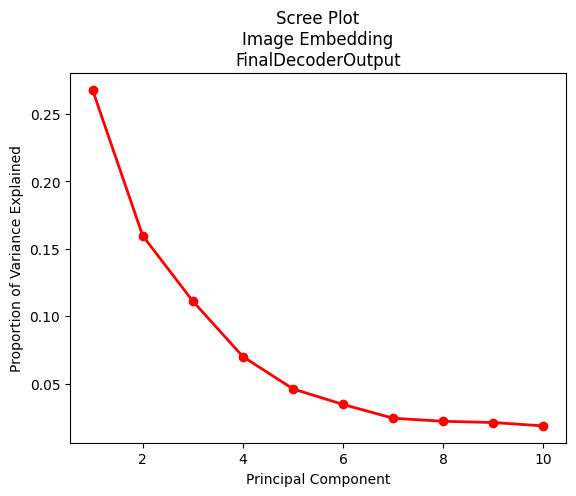 Scree Plot
Image Embedding
FinalDecoderOutput
Proportion of Variance Explained
0.25
0.20
0.15
0.10
0.05
2 4 6 8 10
Principal Component